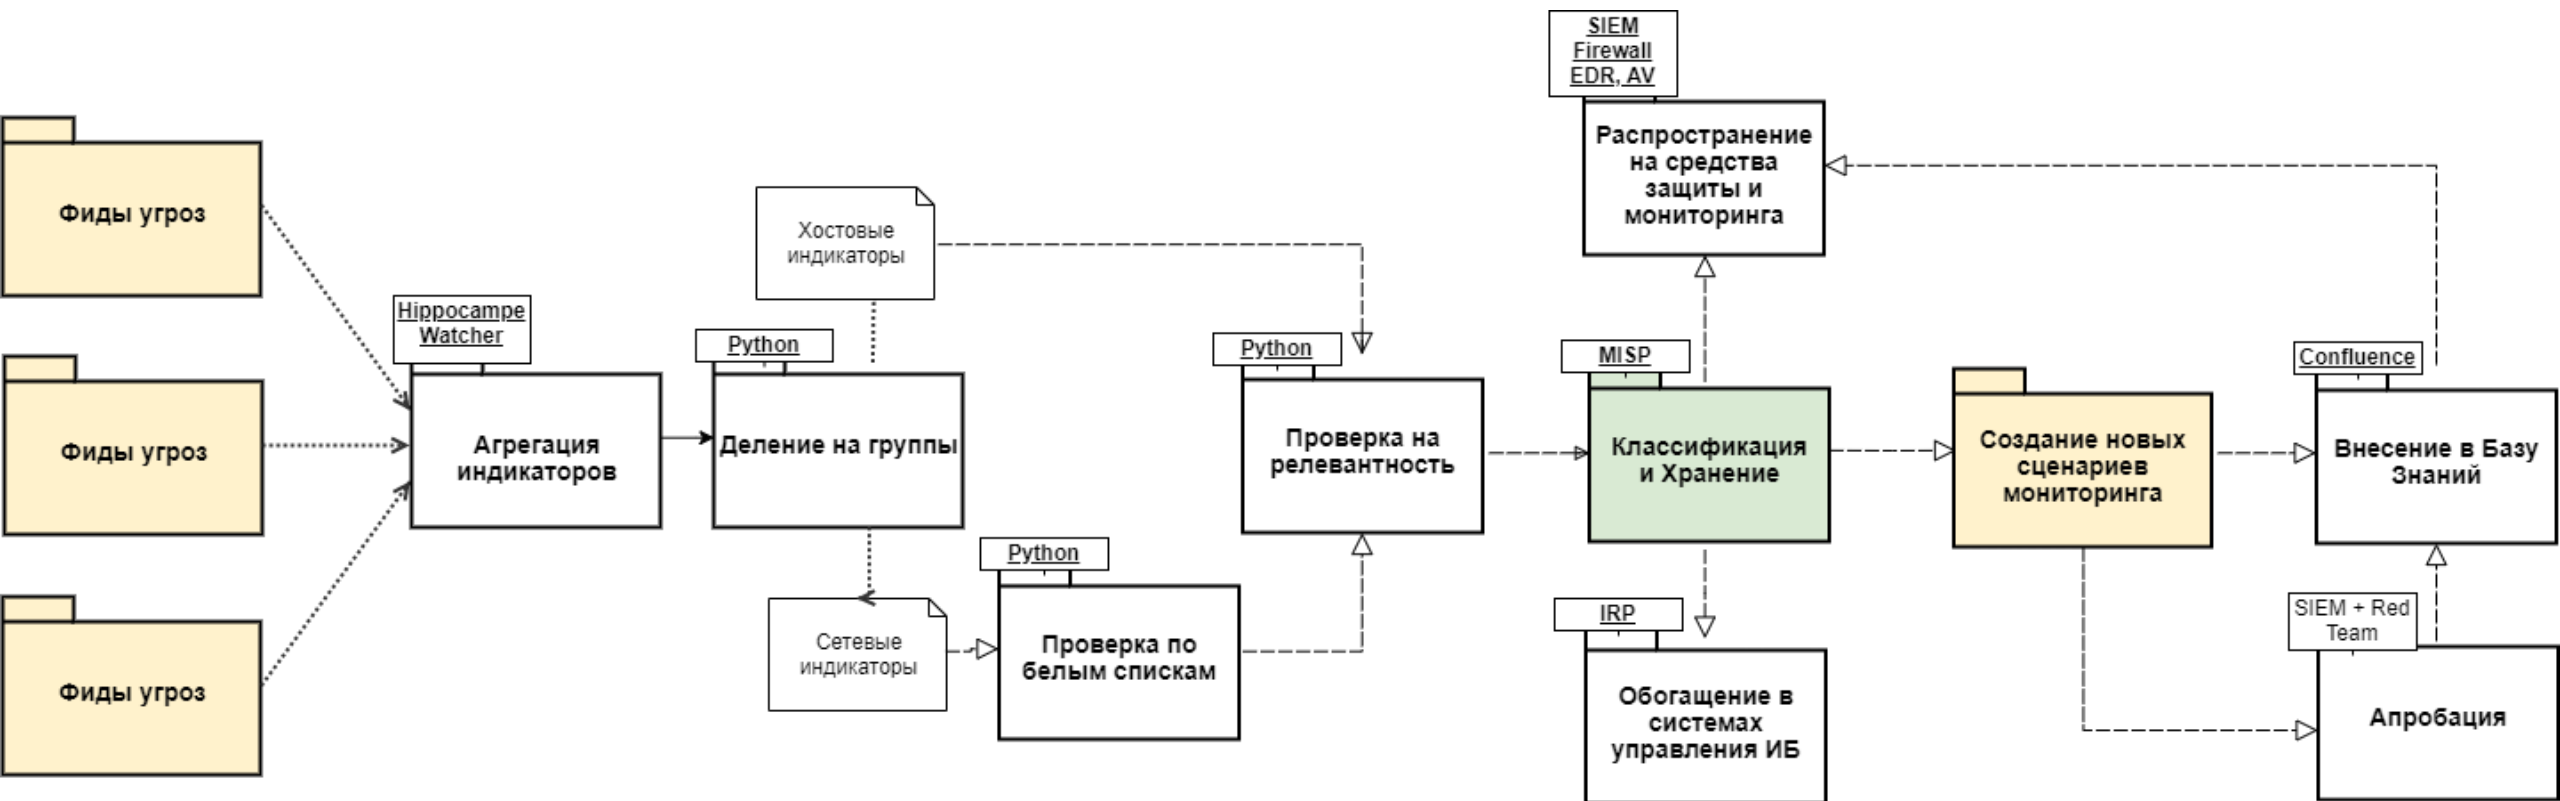 Фиды угроз
Фиды угроз
Фиды угроз
Hippocampe
Watcher
Агрегация
индикаторов
Python
Деление на группы
Хостовые
индикаторы
Сетевые
индикаторы
Python
Проверка по
белым спискам
Python
Проверка на
релевантность
MISP
Классификация
и Хранение
SIEM
Firewall
EDR, AV
Распространение
на средства
защиты и
мониторинга
IRP
Обогащение в
системах
управления ИБ
Создание новых
сценариев
мониторинга
Confluence
Внесение в Базу
Знаний
SIEM + Red
Team
Апробация